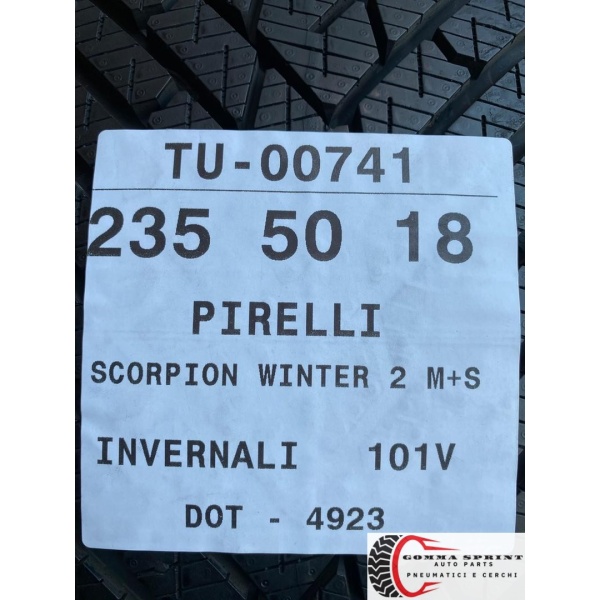 TU-00741
235 50 18
PIRELLI
SCORPION WINTER 2 M+S
INVERNALI 101V
DOT - 4923
GOMMA SPRINT
AUTO PARTS
PNEUMATICI E CERCHI